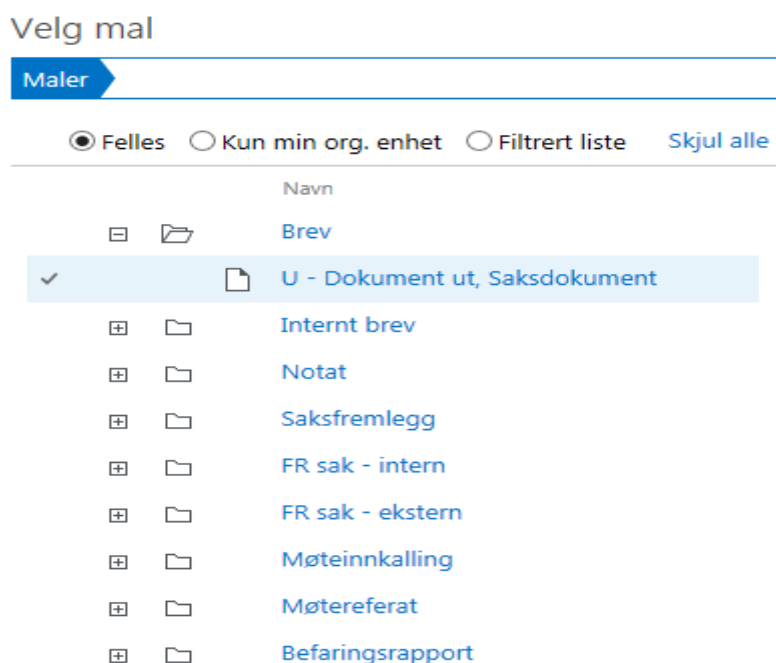 Velg mal
Maler
Felles Kun min org. enhet Filtrert liste Skjul alle
Navn
Brev
U - Dokument ut, Saksdokument
Internt brev
Notat
Saksfremlegg
FR sak - intern
FR sak - ekstern
Møteinnkalling
Møtereferat
Befaringsrapport